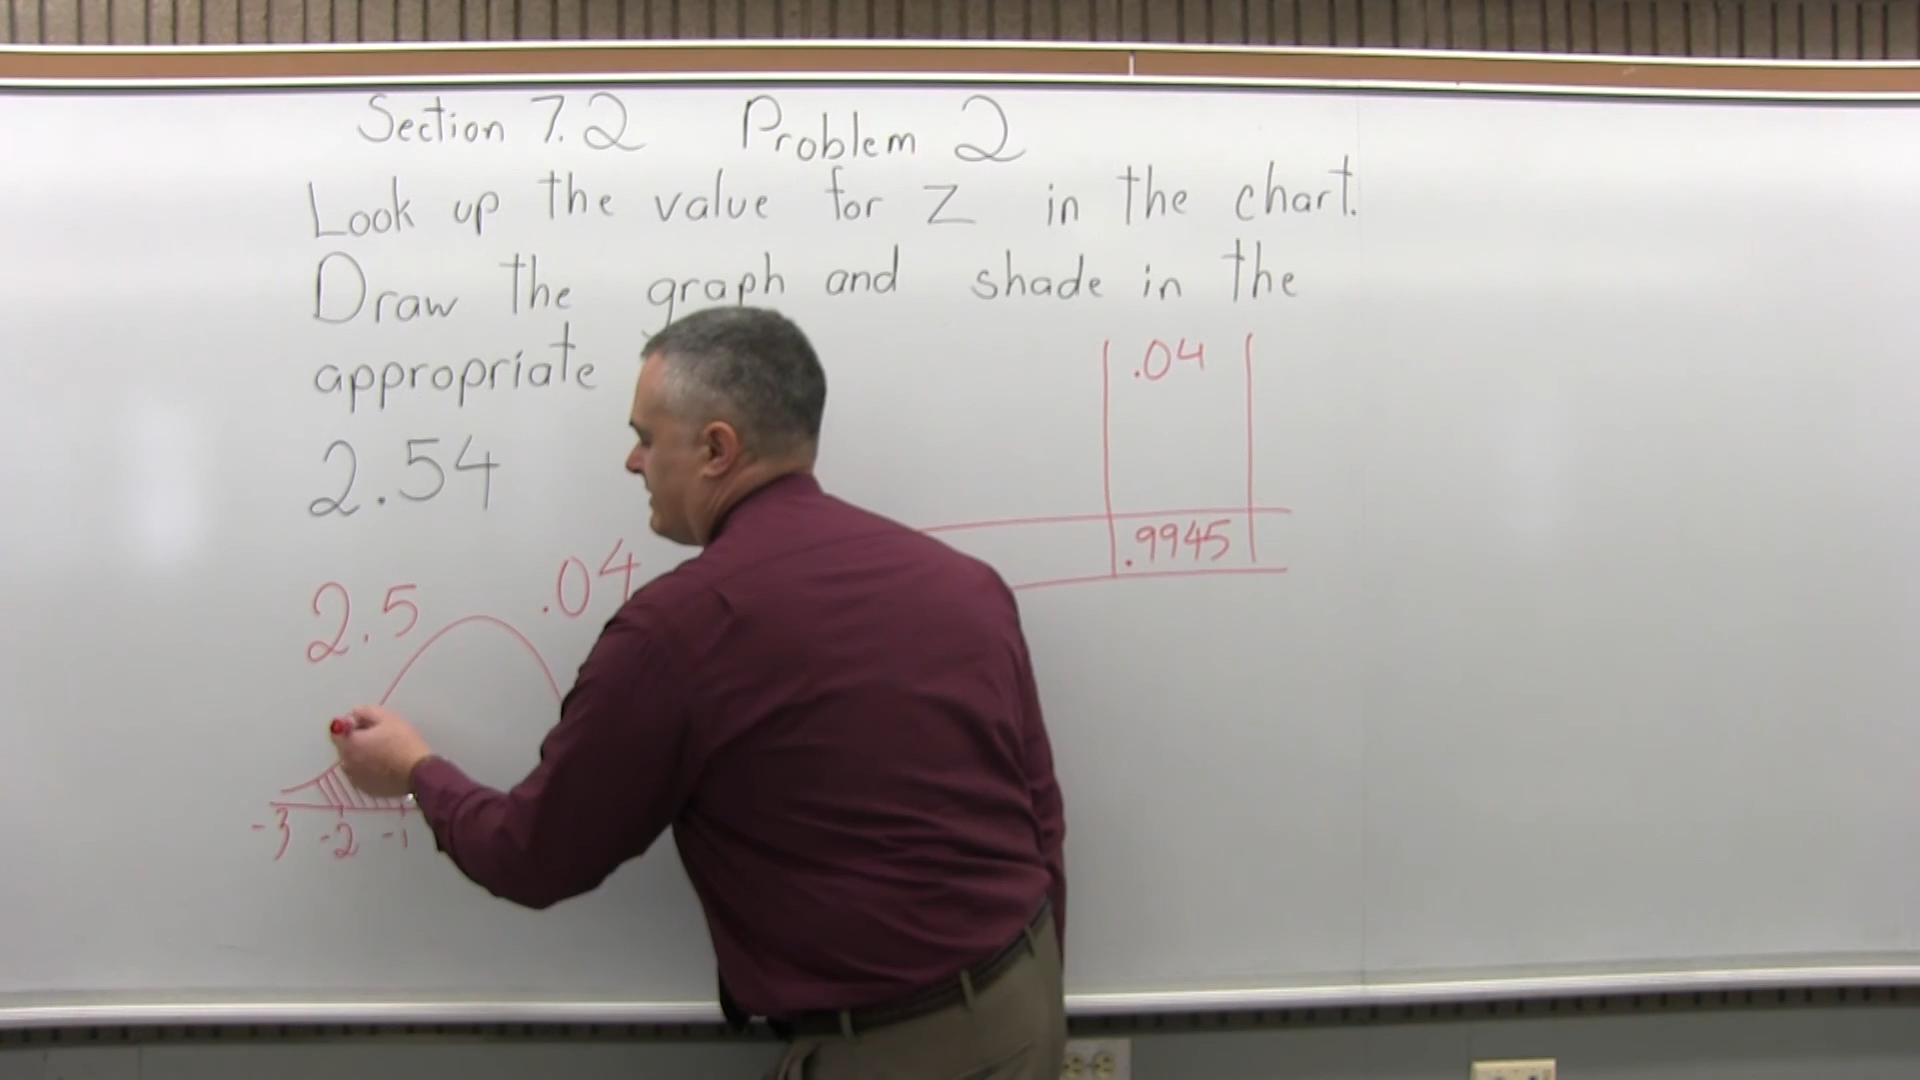 Section 7.2 Problem 2
Look up the value for Z in the chart.
Draw the graph and shade in the
appropriate
2.54
.04
.9945
2.5 .04
-3 -2 -1